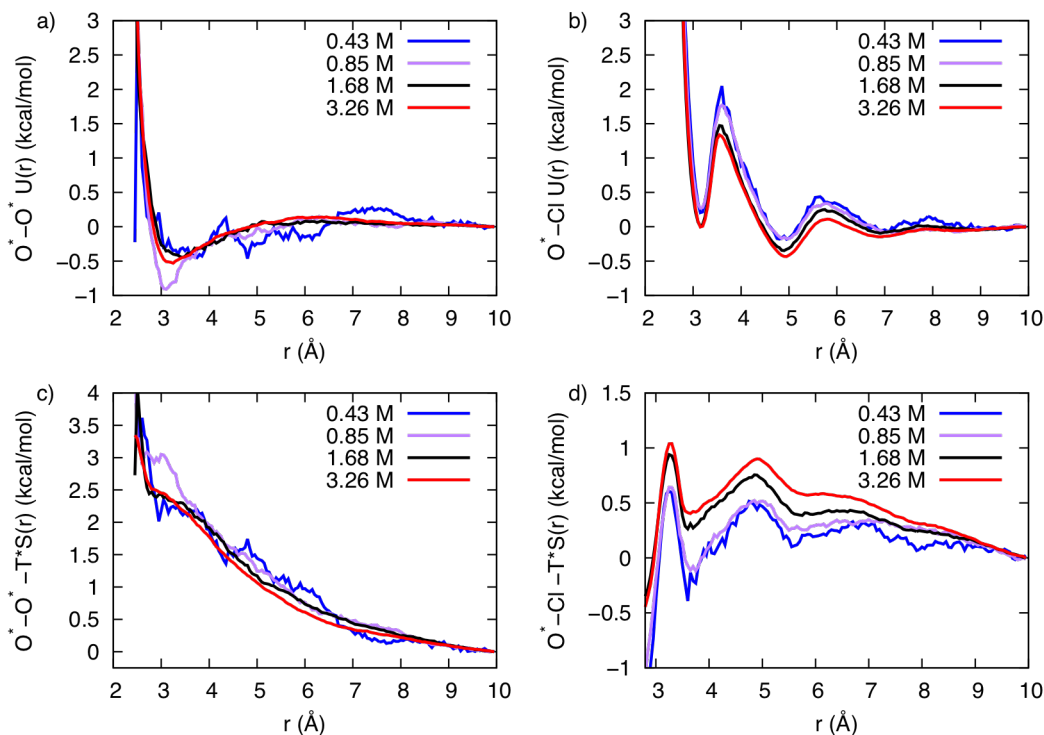 a)
O*−O* U(r) (kcal/mol)
3
2.5
2
1.5
1
0.5
0
−0.5
−1
0.43 M
0.85 M
1.68 M
3.26 M
2 3 4 5 6 7 8 9 10
r (Å)
b)
O*−Cl U(r) (kcal/mol)
3
2.5
2
1.5
1
0.5
0
−0.5
−1
0.43 M
0.85 M
1.68 M
3.26 M
2 3 4 5 6 7 8 9 10
r (Å)
c)
O*−O* −T*S(r) (kcal/mol)
4
3.5
3
2.5
2
1.5
1
0.5
0
0.43 M
0.85 M
1.68 M
3.26 M
2 3 4 5 6 7 8 9 10
r (Å)
d)
O*−Cl −T*S(r) (kcal/mol)
1.5
1
0.5
0
−0.5
−1
0.43 M
0.85 M
1.68 M
3.26 M
3 4 5 6 7 8 9 10
r (Å)